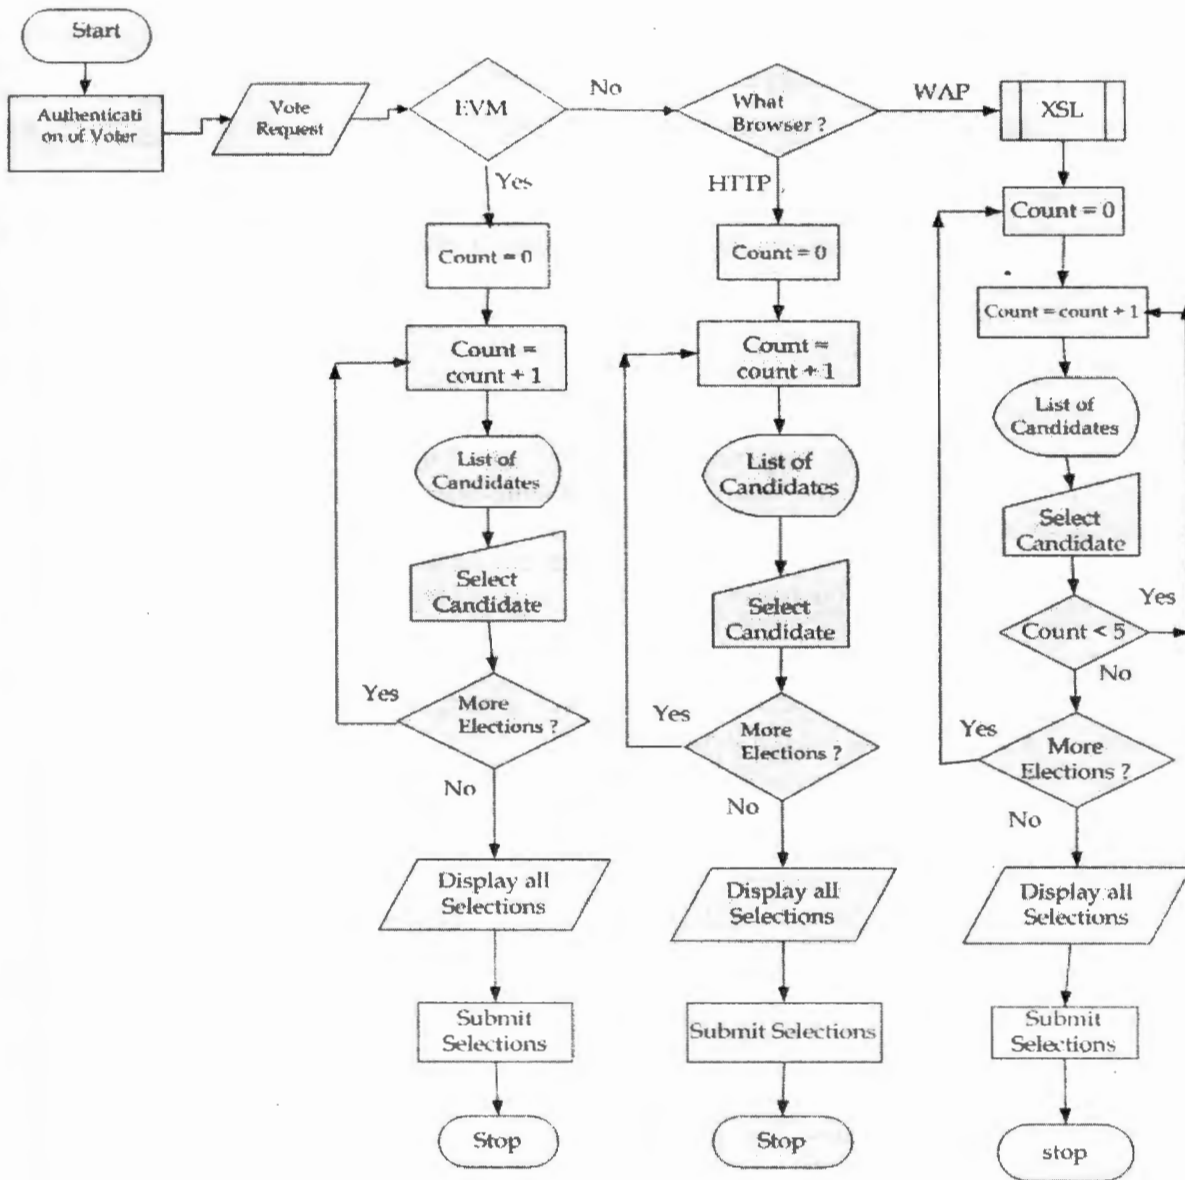 Start
Authenticati
on of Voter
Vote
Request
EVM
No
What
Browser ?
WAP
XSL
Yes
HTTP
Count = 0
Count = 0
Count = 0
Count =
count + 1
Count =
count + 1
Count = count + 1
List of
Candidates
List of
Candidates
List of
Candidates
Select
Candidate
Select
Candidate
Select
Candidate
Count < 5
Yes
No
Yes
More
Elections ?
No
Yes
More
Elections ?
No
Yes
More
Elections ?
No
Display all
Selections
Display all
Selections
Display all
Selections
Submit
Selections
Submit Selections
Submit
Selections
Stop
Stop
stop